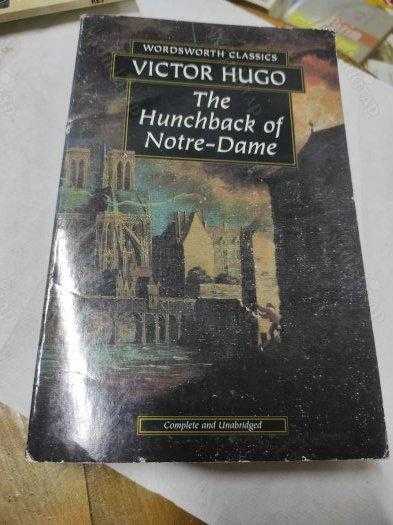 WORDSWORTH CLASSICS
VICTOR HUGO
The
Hunchback of
Notre-Dame
Complete and Unabridged